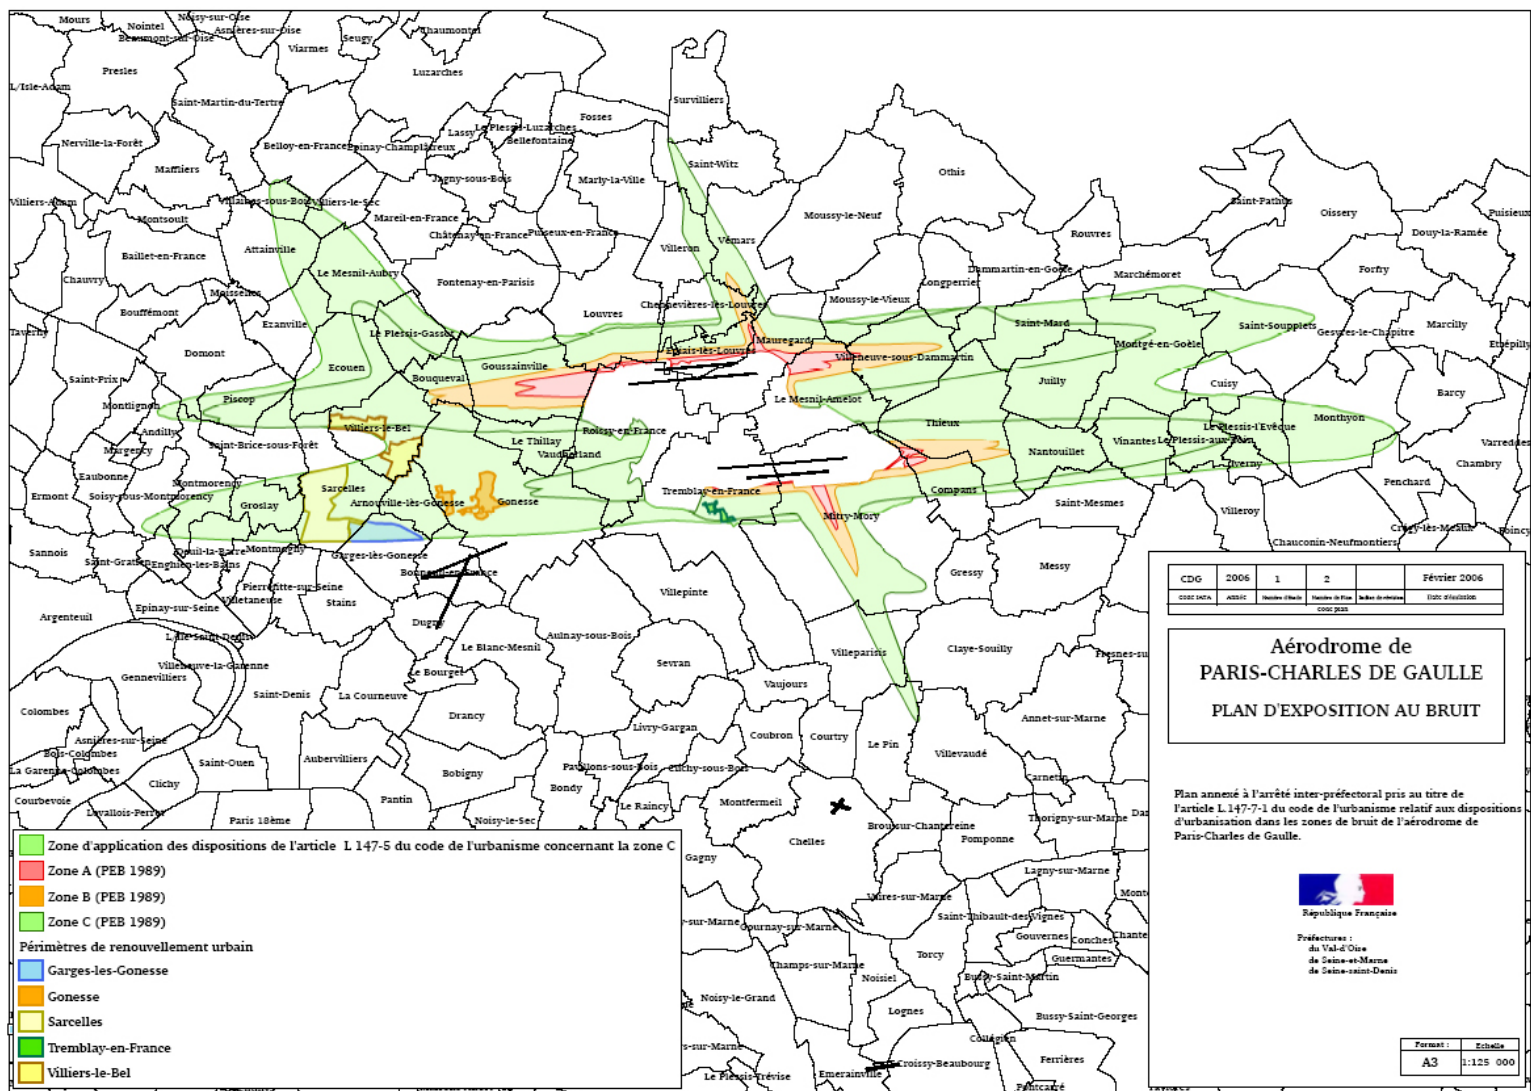 Mours
Nointel
Noisy-sur-Oise
Beaumont-sur-Oise
Asnières-sur-Oise
Viarmes
Seugy
Chaumontel
Presles
Luzarches
L'Isle-Adam
Saint-Martin-du-Tertre
Survilliers
Fosses
Lassy
Le Plessis-Luzarches
Bellefontaine
Nerville-la-Forêt
Belloy-en-France
Epinay-Champlâtreux
Maffliers
Saint-Witz
Othis
Jagny-sous-Bois
Marly-la-Ville
Villiers-Adam
Villaines-sous-Bois
Villiers-le-Sec
Saint-Pathus
Oissery
Puisieux
Montsoult
Mareil-en-France
Moussy-le-Neuf
Châtenay-en-France
Puiseux-en-France
Rouvres
Douy-la-Ramée
Attainville
Villeron
Vémars
Baillet-en-France
Le Mesnil-Aubry
Dammartin-en-Goële
Marchémoret
Forfry
Chauvry
Fontenay-en-Parisis
Longperrier
Moisselles
Moussy-le-Vieux
Chennevières-les-Louvres
Bouffémont
Louvres
Ezanville
Saint-Mard
Saint-Soupplets
Gesvres-le-Chapitre
Marcilly
Taverny
Le Plessis-Gassot
Mauregard
Montgé-en-Goële
Domont
Epiais-lès-Louvres
Villeneuve-sous-Dammartin
Ecouen
Goussainville
Saint-Prix
Bouqueval
Juilly
Cuisy
Barcy
Piscop
Le Mesnil-Amelot
Montlignon
Monthyon
Andilly
Villiers-le-Bel
Roissy-en-France
Thieux
Le Plessis-l'Evêque
Saint-Brice-sous-Forêt
Le Thillay
Vinantes
Le Plessis-aux-Bois
Margency
Vaudherland
Nantouillet
Iverny
Chambry
Eaubonne
Montmorency
Sarcelles
Penchard
Ermont
Soisy-sous-Montmorency
Tremblay-en-France
Compans
Groslay
Arnouville-lès-Gonesse
Gonesse
Saint-Mesmes
Mitry-Mory
Villeroy
Crégy-lès-Meaux
Poincy
Chauconin-Neufmontiers
Sannois
Deuil-la-Barre
Montmagny
Garges-lès-Gonesse
Saint-Gratien
Enghien-les-Bains
Bonneuil-en-France
Gressy
Messy
Pierrefitte-sur-Seine
Villepinte
Villetaneuse
Stains
Epinay-sur-Seine
Argenteuil
Dugny
L'Ile-Saint-Denis
Aulnay-sous-Bois
Le Blanc-Mesnil
Villeparisis
Claye-Souilly
Villeneuve-la-Garenne
Sevran
Gennevilliers
Le Bourget
Vaujours
Saint-Denis
La Courneuve
Colombes
Drancy
Livry-Gargan
Annet-sur-Marne
Coubron
Courtry
Le Pin
Asnières-sur-Seine
Bois-Colombes
Villevaudé
Saint-Ouen
Aubervilliers
La Garenne-Colombes
Bobigny
Pavillons-sous-Bois
Clichy-sous-Bois
Carnetin
Clichy
Bondy
Courbevoie
Pantin
Montfermeil
Le Raincy
Levallois-Perret
Paris 18ème
Noisy-le-Sec
Brou-sur-Chantereine
Thorigny-sur-Marne
Chelles
Pomponne
Gagny
Lagny-sur-Marne
Vaires-sur-Marne
Saint-Thibault-des-Vignes
Gournay-sur-Marne
Gouvernes
Conches
Torcy
Guermantes
Champs-sur-Marne
Noisiel
Bussy-Saint-Martin
Noisy-le-Grand
Lognes
Bussy-Saint-Georges
Collégien
Croissy-Beaubourg
Ferrières
Emerainville
Le Plessis-Trévise
Pontcarré
Zone d'application des dispositions de l'article L 147-5 du code de l'urbanisme concernant la zone C
Zone A (PEB 1989)
Zone B (PEB 1989)
Zone C (PEB 1989)
Périmètres de renouvellement urbain
Garges-les-Gonesse
Gonesse
Sarcelles
Tremblay-en-France
Villiers-le-Bel
CDG 2006 1 2 Février 2006
Code IATA Année Numéro d'étude Numéro de Plan Indice de révision Date d'émission
Code plan
Aérodrome de
PARIS-CHARLES DE GAULLE
PLAN D'EXPOSITION AU BRUIT
Plan annexé à l'arrêté inter-préfectoral pris au titre de
l'article L.147-7-1 du code de l'urbanisme relatif aux dispositions
d'urbanisation dans les zones de bruit de l'aérodrome de
Paris-Charles de Gaulle.
République Française
Préfectures :
du Val-d'Oise
de Seine-et-Marne
de Seine-saint-Denis
Format : Echelle
A3 1:125 000